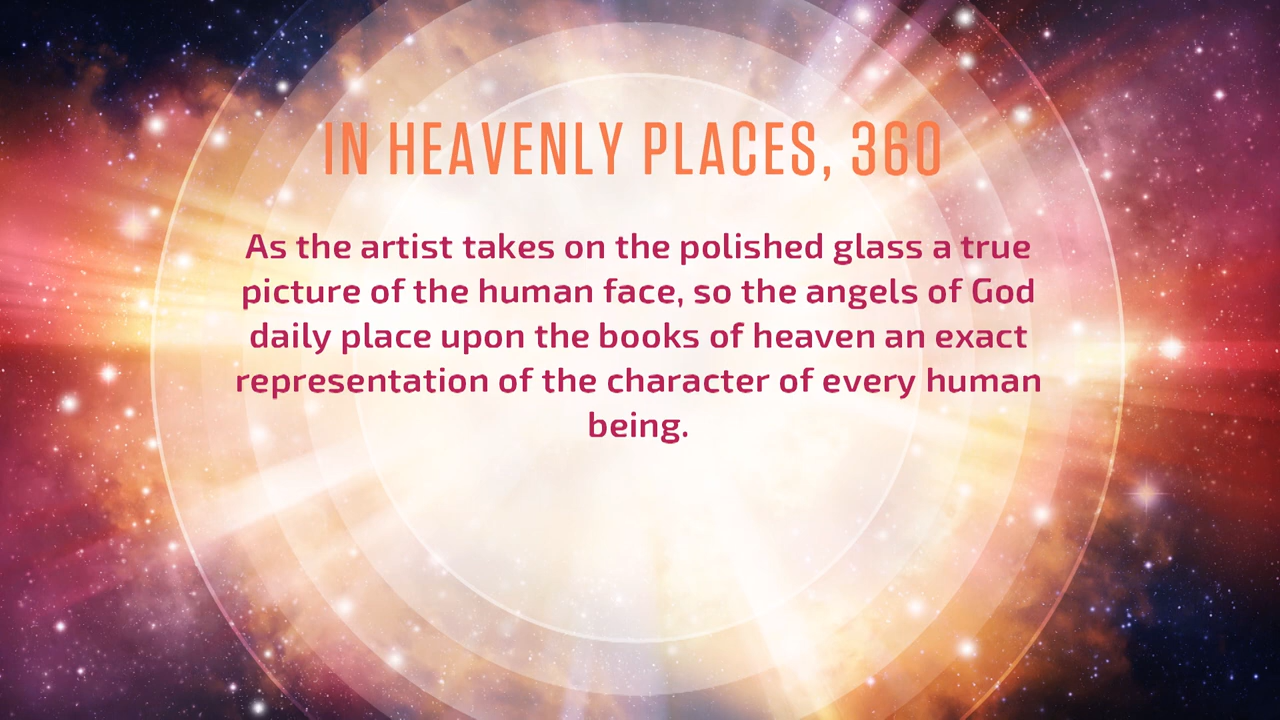 IN HEAVENLY PLACES, 360
As the artist takes on the polished glass a true
picture of the human face, so the angels of God
daily place upon the books of heaven an exact
representation of the character of every human
being.